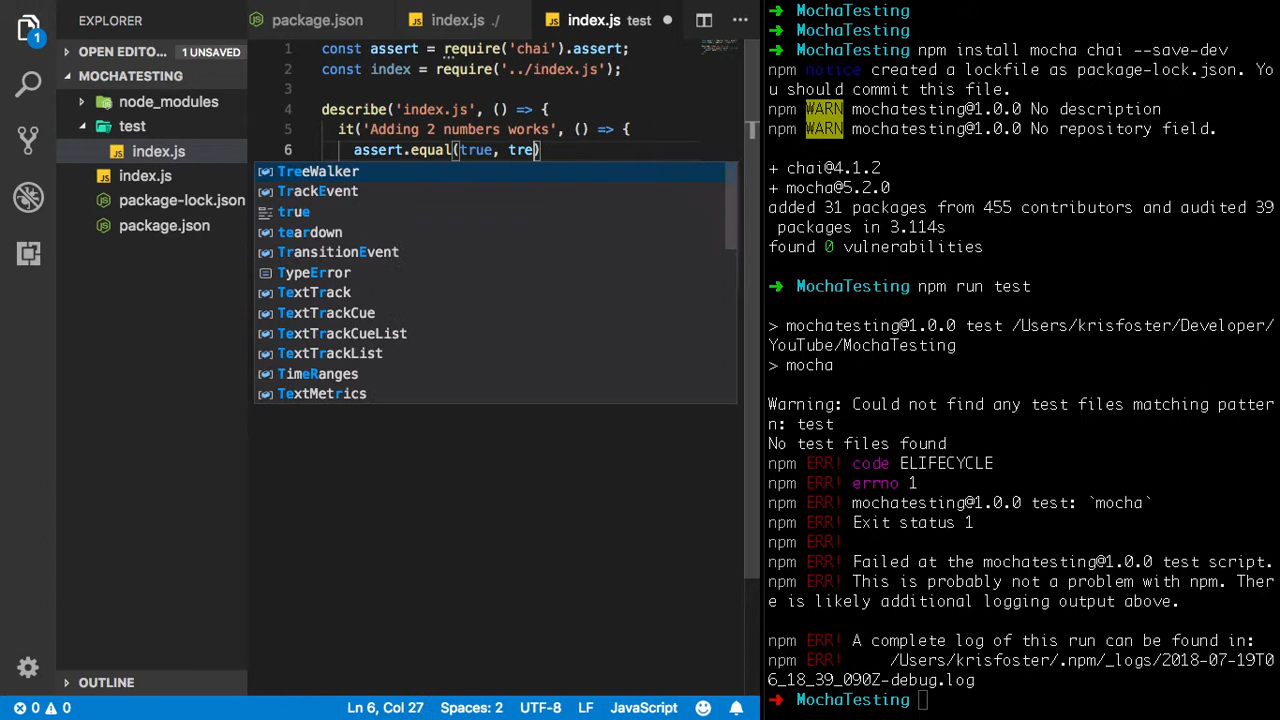 EXPLORER
1
OPEN EDITO... 1 UNSAVED
MOCHATESTING
node_modules
test
index.js
index.js
package-lock.json
package.json
OUTLINE
package.json
index.js ./
index.js test
1 const assert = require('chai').assert;
2 const index = require('../index.js');
3
4 describe('index.js', () => {
5 it('Adding 2 numbers works', () => {
6 assert.equal(true, tre)
TreeWalker
TrackEvent
true
teardown
TransitionEvent
TypeError
TextTrack
TextTrackCue
TextTrackCueList
TextTrackList
TimeRanges
TextMetrics
0 0
Ln 6, Col 27 Spaces: 2 UTF-8 LF JavaScript
➜ MochaTesting
➜ MochaTesting
➜ MochaTesting npm install mocha chai --save-dev
npm notice created a lockfile as package-lock.json. Yo
u should commit this file.
npm WARN mochatesting@1.0.0 No description
npm WARN mochatesting@1.0.0 No repository field.
+ chai@4.1.2
+ mocha@5.2.0
added 31 packages from 455 contributors and audited 39
packages in 3.114s
found 0 vulnerabilities
➜ MochaTesting npm run test
> mochatesting@1.0.0 test /Users/krisfoster/Developer/
YouTube/MochaTesting
> mocha
Warning: Could not find any test files matching patter
n: test
No test files found
npm ERR! code ELIFECYCLE
npm ERR! errno 1
npm ERR! mochatesting@1.0.0 test: `mocha`
npm ERR! Exit status 1
npm ERR!
npm ERR! Failed at the mochatesting@1.0.0 test script.
npm ERR! This is probably not a problem with npm. Ther
e is likely additional logging output above.
npm ERR! A complete log of this run can be found in:
npm ERR! /Users/krisfoster/.npm/_logs/2018-07-19T0
6_18_39_090Z-debug.log
➜ MochaTesting